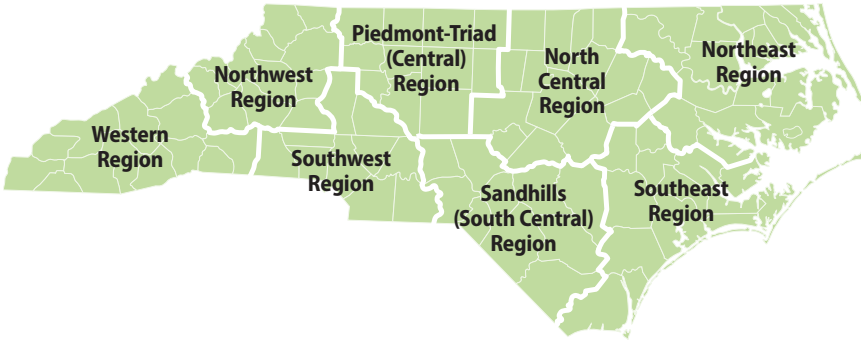 Piedmont-Triad
(Central)
Region
North
Central
Region
Northeast
Region
Northwest
Region
Western
Region
Southwest
Region
Sandhills
(South Central)
Region
Southeast
Region